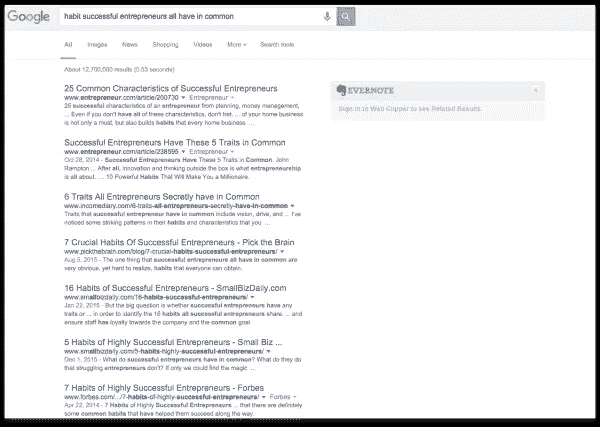 Google habit successful entrepreneurs all have in common
All Images News Shopping Videos More Search tools
About 12,700,000 results (0.53 seconds)
25 Common Characteristics of Successful Entrepreneurs
www.entrepreneur.com/article/200730 Entrepreneur
25 successful characteristics of an entrepreneur from planning, money management,
... Even if you don't have all of these characteristics, don't fret. ... of your home business
is not only a must, but also builds habits that every home business ...
EVERNOTE
Sign in to Web Clipper to see Related Results
Successful Entrepreneurs Have These 5 Traits in Common
www.entrepreneur.com/article/238595 Entrepreneur
Oct 28, 2014 - Successful Entrepreneurs Have These 5 Traits in Common. John
Rampton ... After all, innovation and thinking outside the box is what entrepreneurship
is all about. ... 10 Powerful Habits That Will Make You a Millionaire.
6 Traits All Entrepreneurs Secretly have in Common
www.incomediary.com/6-traits-all-entrepreneurs-secretly-have-in-common
Traits that successful entrepreneur have in common include vision, drive, and ... I've
noticed some striking patterns in their habits and characteristics that you ...
7 Crucial Habits Of Successful Entrepreneurs - Pick the Brain
www.pickthebrain.com/blog/7-crucial-habits-successful-entrepreneurs/
Aug 5, 2015 - The one thing that successful entrepreneurs all have in common are
very obvious, yet hard to realize, habits that everyone can obtain.
16 Habits of Successful Entrepreneurs - SmallBizDaily.com
www.smallbizdaily.com/16-habits-successful-entrepreneurs/
Jan 22, 2015 - But the big question is whether successful entrepreneurs have any
traits or ... in order to identify the 16 habits all successful entrepreneurs share. ... and
ensure staff has loyalty towards the company and the common goal.
5 Habits of Highly Successful Entrepreneurs - Small Biz ...
www.smallbizdaily.com/5-habits-highly-successful-entrepreneurs/
Dec 1, 2015 - What do successful entrepreneurs have in common? What do they do
that struggling entrepreneurs don't? If only we could find the magic ...
7 Habits of Highly Successful Entrepreneurs - Forbes
www.forbes.com/.../7-habits-of-highly-successful-entrepreneurs/ Forbes
Apr 22, 2014 - 7 Habits of Highly Successful Entrepreneurs ... that there are definitely
some common habits that have helped them succeed along the way.